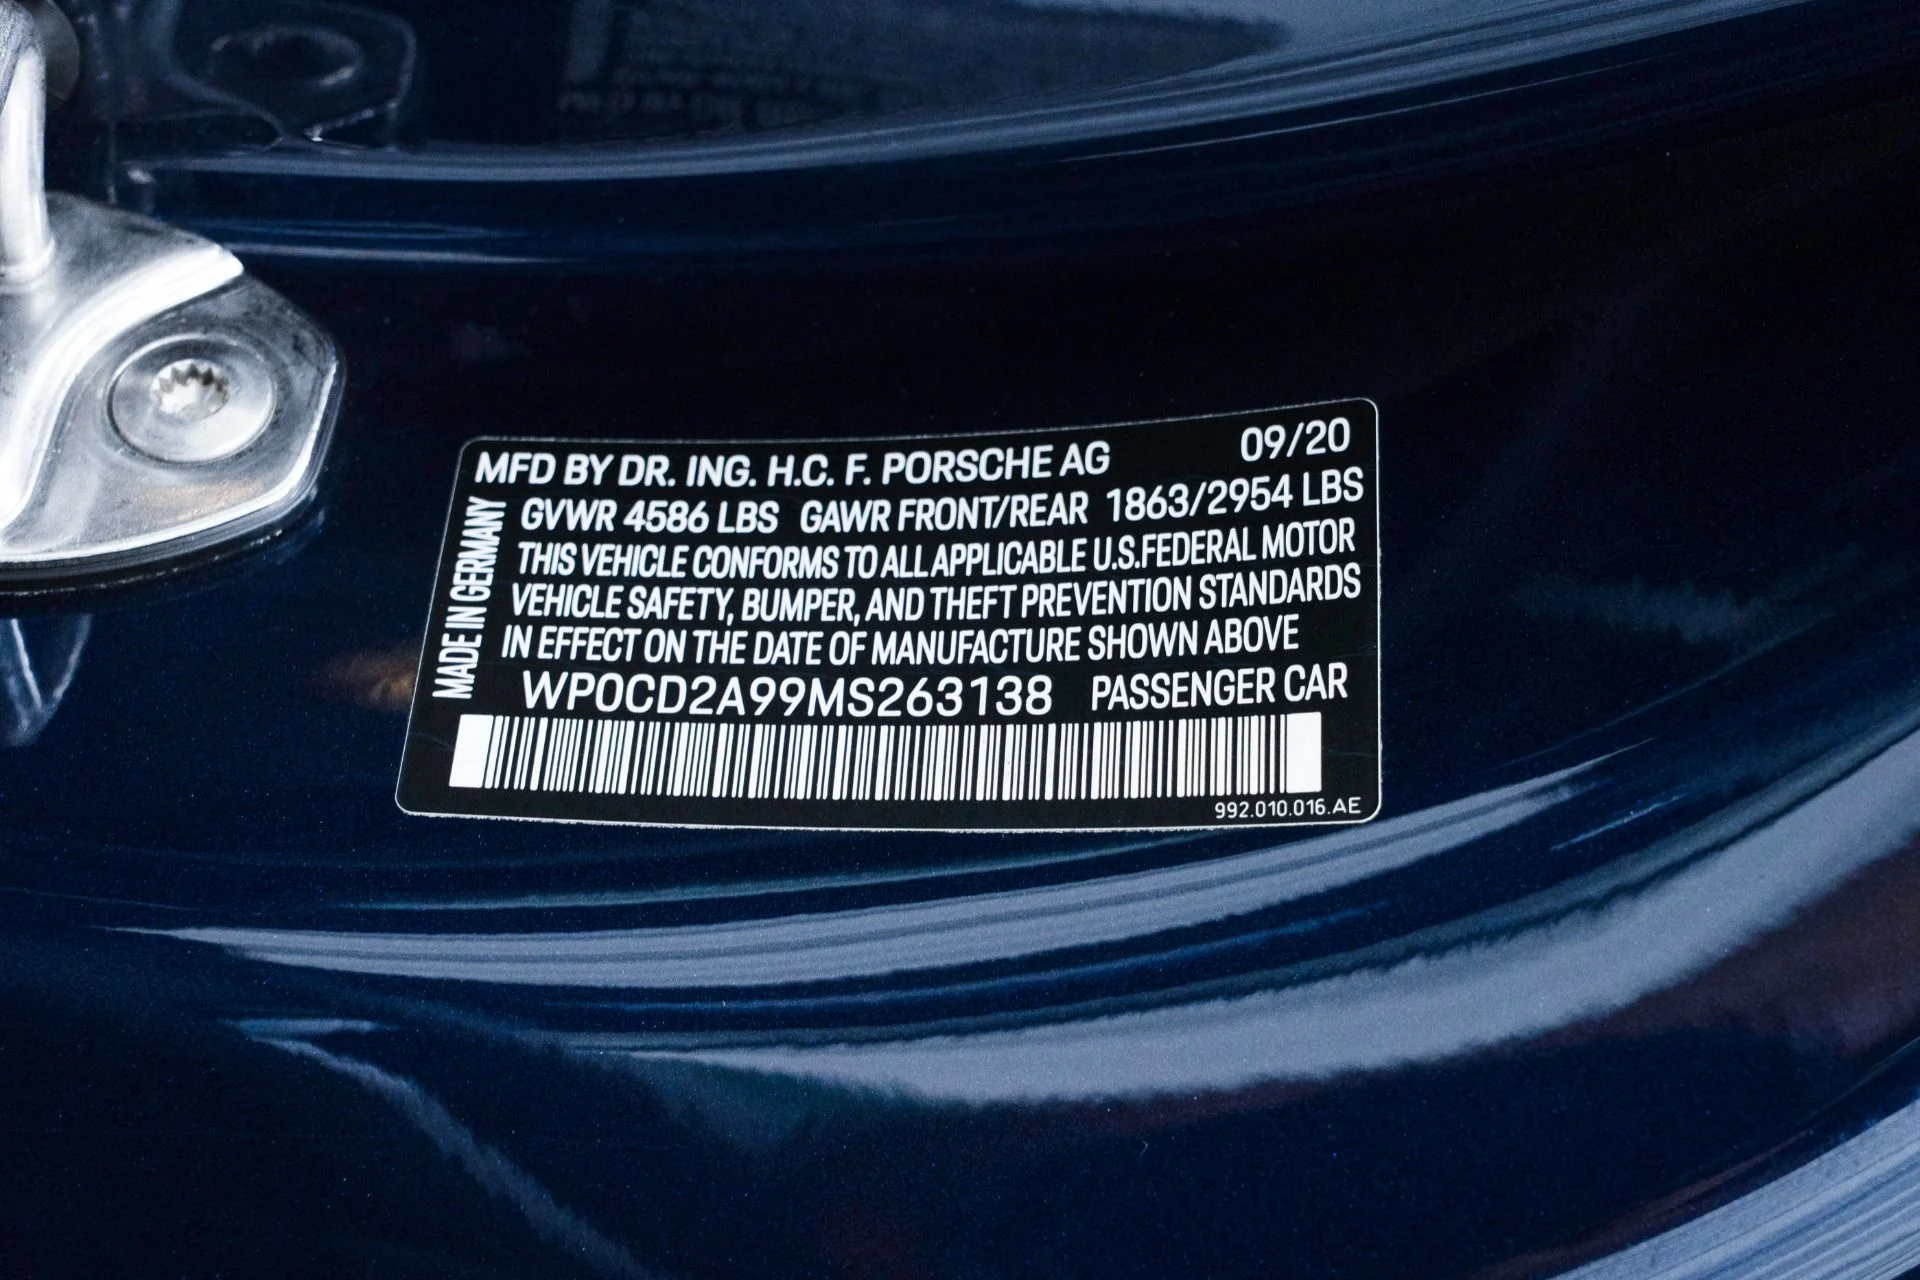 MFD BY DR. ING. H.C. F. PORSCHE AG 09/20
GVWR 4586 LBS GAWR FRONT/REAR 1863/2954 LBS
THIS VEHICLE CONFORMS TO ALL APPLICABLE U.S.FEDERAL MOTOR
VEHICLE SAFETY, BUMPER, AND THEFT PREVENTION STANDARDS
IN EFFECT ON THE DATE OF MANUFACTURE SHOWN ABOVE
WP0CD2A99MS263138 PASSENGER CAR
992.010.016.AE
MADE IN GERMANY